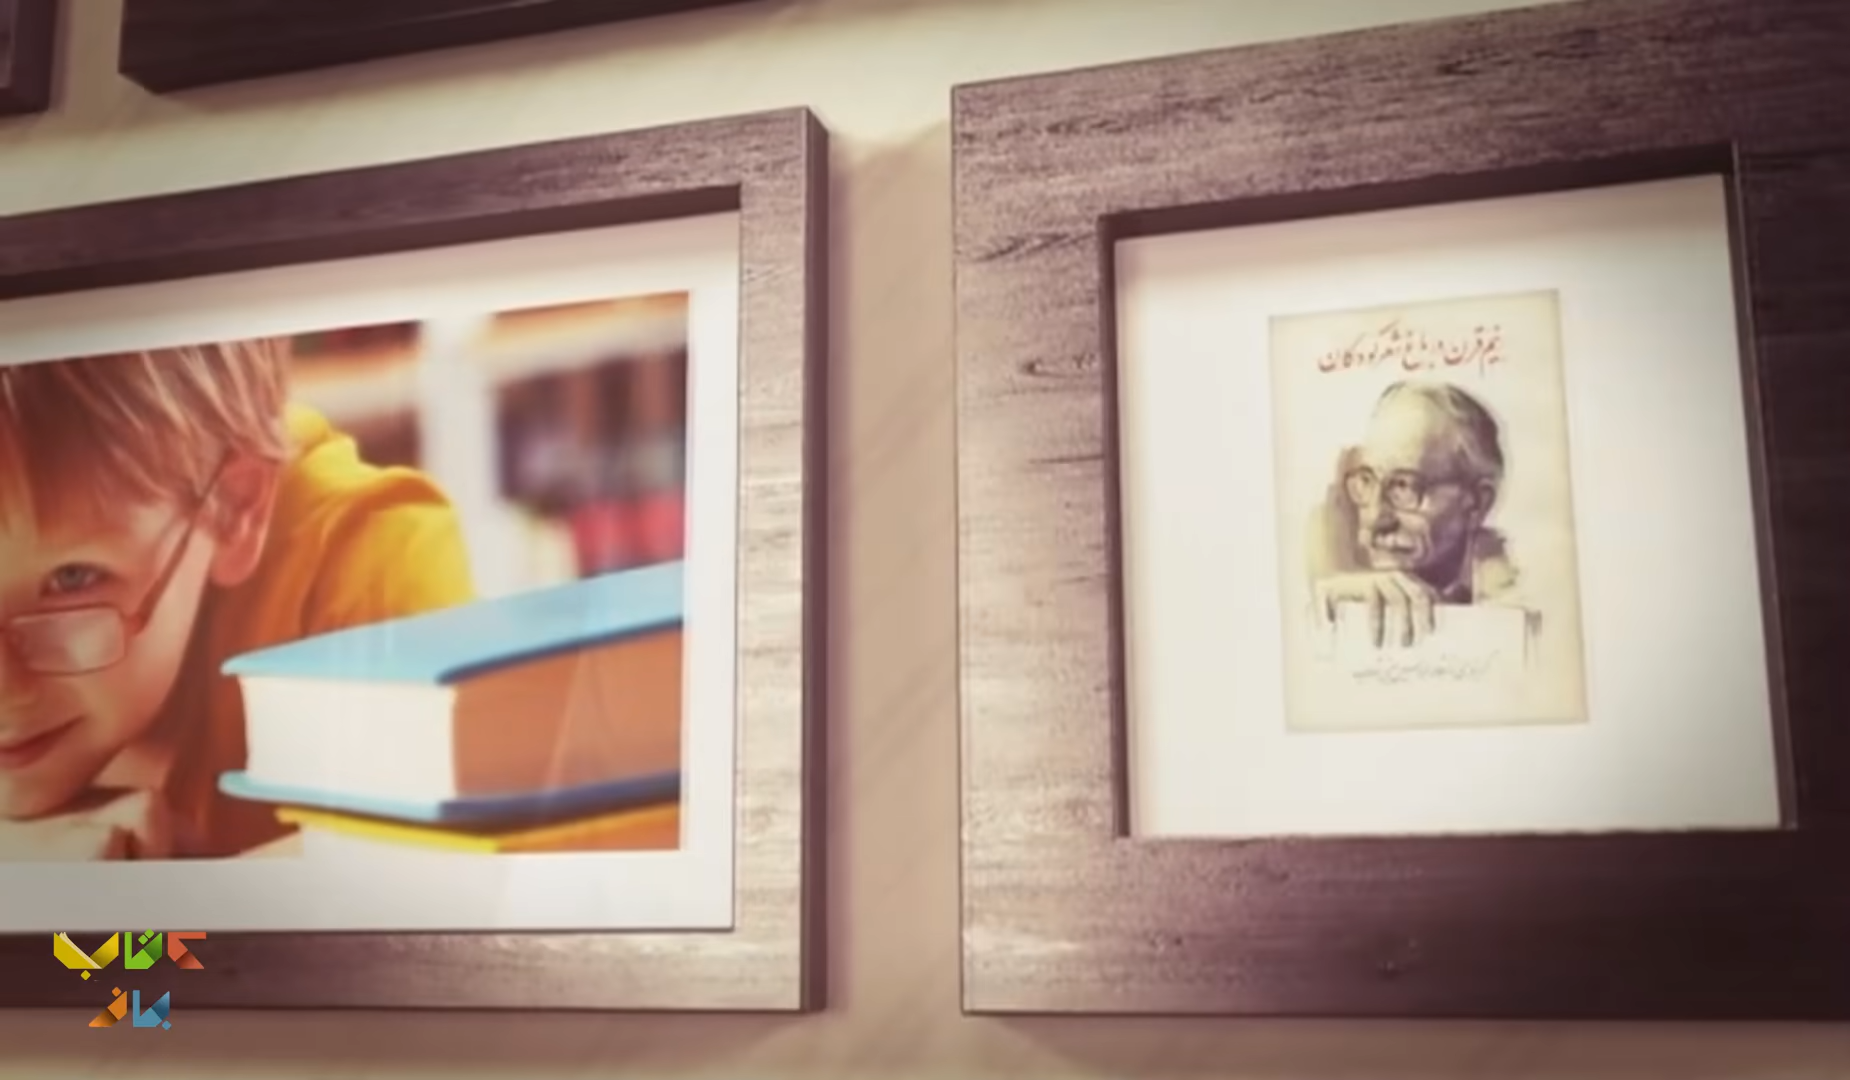 نیم قرن در باغ شعر کودکان
کتاب
باز